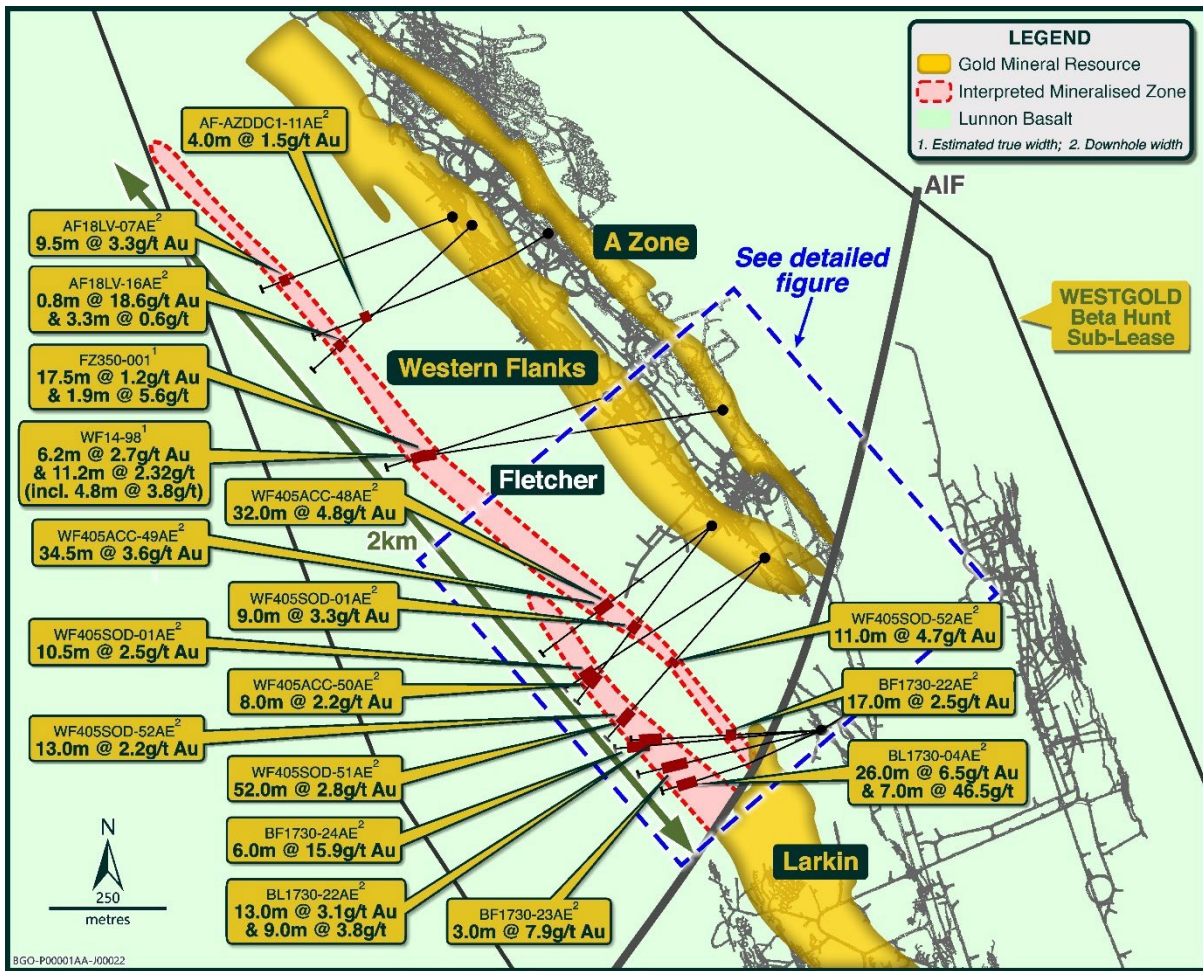 LEGEND
Gold Mineral Resource
Interpreted Mineralised Zone
Lunnon Basalt
1. Estimated true width; 2. Downhole width
AF-AZDDC1-11AE²
4.0m @ 1.5g/t Au
AIF
AF18LV-07AE²
9.5m @ 3.3g/t Au
A Zone
See detailed
figure
AF18LV-16AE²
0.8m @ 18.6g/t Au
& 3.3m @ 0.6g/t
WESTGOLD
Beta Hunt
Sub-Lease
FZ350-001¹
17.5m @ 1.2g/t Au
& 1.9m @ 5.6g/t
Western Flanks
WF14-98¹
6.2m @ 2.7g/t Au
& 11.2m @ 2.32g/t
(incl. 4.8m @ 3.8g/t)
Fletcher
WF405ACC-48AE²
32.0m @ 4.8g/t Au
WF405ACC-49AE²
34.5m @ 3.6g/t Au
2km
WF405SOD-01AE²
9.0m @ 3.3g/t Au
WF405SOD-52AE²
11.0m @ 4.7g/t Au
WF405SOD-01AE²
10.5m @ 2.5g/t Au
WF405ACC-50AE²
8.0m @ 2.2g/t Au
BF1730-22AE²
17.0m @ 2.5g/t Au
WF405SOD-52AE²
13.0m @ 2.2g/t Au
WF405SOD-51AE²
52.0m @ 2.8g/t Au
BL1730-04AE²
26.0m @ 6.5g/t Au
& 7.0m @ 46.5g/t
BF1730-24AE²
6.0m @ 15.9g/t Au
BL1730-22AE²
13.0m @ 3.1g/t Au
& 9.0m @ 3.8g/t
BF1730-23AE²
3.0m @ 7.9g/t Au
Larkin
N
250
metres
BGO-P00001AA-J00022